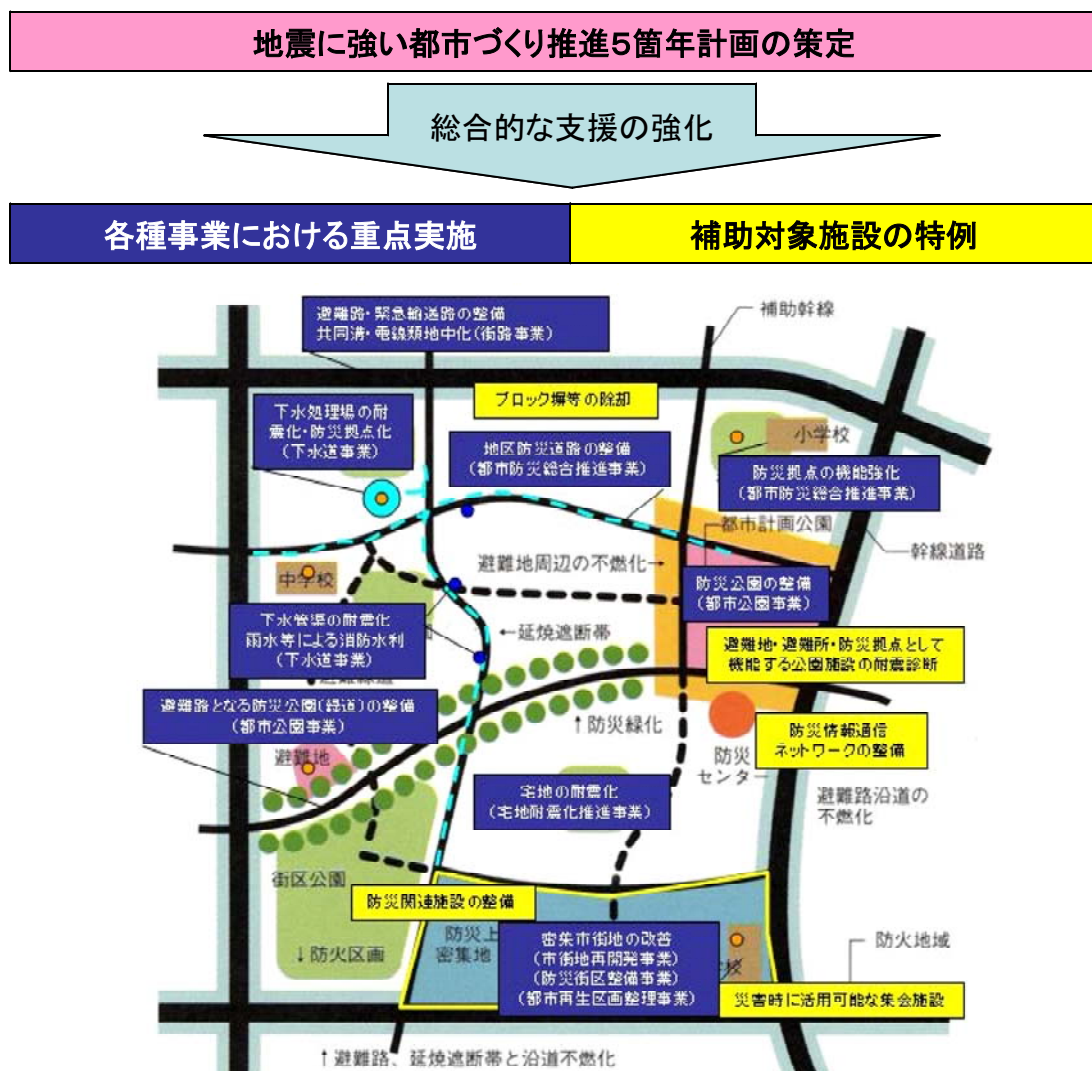 地震に強い都市づくり推進5箇年計画の策定
総合的な支援の強化
各種事業における重点実施
補助対象施設の特例
避難路・緊急輸送路の整備
共同溝・電線類地中化(街路事業)
補助幹線
ブロック塀等の除却
下水処理場の耐
震化・防災拠点化
(下水道事業)
地区防災道路の整備
(都市防災総合推進事業)
小学校
防災拠点の機能強化
(都市防災総合推進事業)
都市計画公園
幹線道路
避難地周辺の不燃化→
中学校
防災公園の整備
(都市公園事業)
下水管渠の耐震化
雨水等による消防水利
(下水道事業)
←延焼遮断帯
避難地・避難所・防災拠点として
機能する公園施設の耐震診断
避難路となる防災公園(緑道)の整備
(都市公園事業)
↑防災緑化
防災情報通信
ネットワークの整備
避難地
防災
センター
宅地の耐震化
(宅地耐震化推進事業)
避難路沿道の
不燃化
街区公園
防災関連施設の整備
↓防火区画
防災上
密集地
密集市街地の改善
(市街地再開発事業)
(防災街区整備事業)
(都市再生区画整理事業)
校
防火地域
災害時に活用可能な集会施設
↑避難路、延焼遮断帯と沿道不燃化